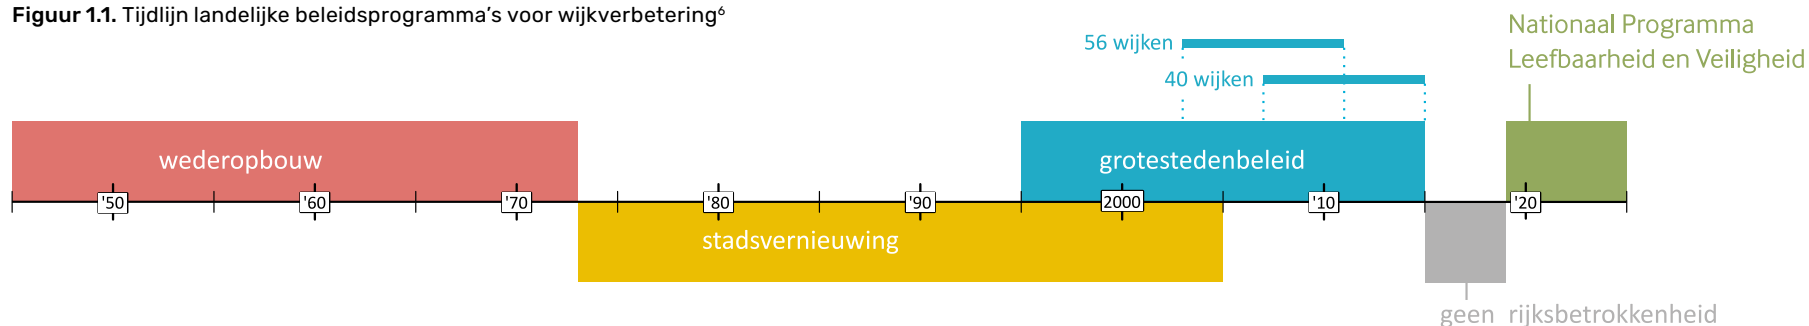 Figuur 1.1. Tijdlijn landelijke beleidsprogramma's voor wijkverbetering⁶
Nationaal Programma
Leefbaarheid en Veiligheid
56 wijken
40 wijken
wederopbouw
grotestedenbeleid
'50
'60
'70
'80
'90
2000
'10
'20
stadsvernieuwing
geen rijksbetrokkenheid